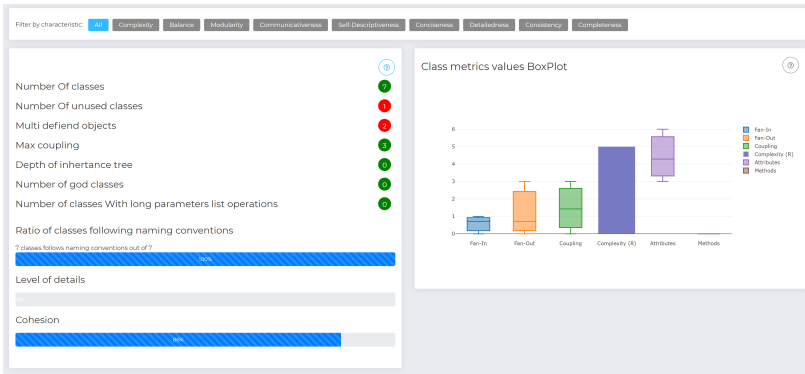 Filter by characteristic: All Complexity Balance Modularity Communicativeness Self-Descriptiveness Conciseness Detailedness Consistency Completeness
Number Of classes 7
Number Of unused classes 1
Multi defiend objects 2
Max coupling 3
Depth of inhertance tree 0
Number of god classes 0
Number of classes With long parameters list operations 0
Ratio of classes following naming conventions
7 classes follows naming conventions out of 7
100%
Level of details
Cohesion
86%
Class metrics values BoxPlot
6
5
4
3
2
1
0
Fan-In Fan-Out Coupling Complexity (R) Attributes Methods
Fan-In
Fan-Out
Coupling
Complexity (R)
Attributes
Methods